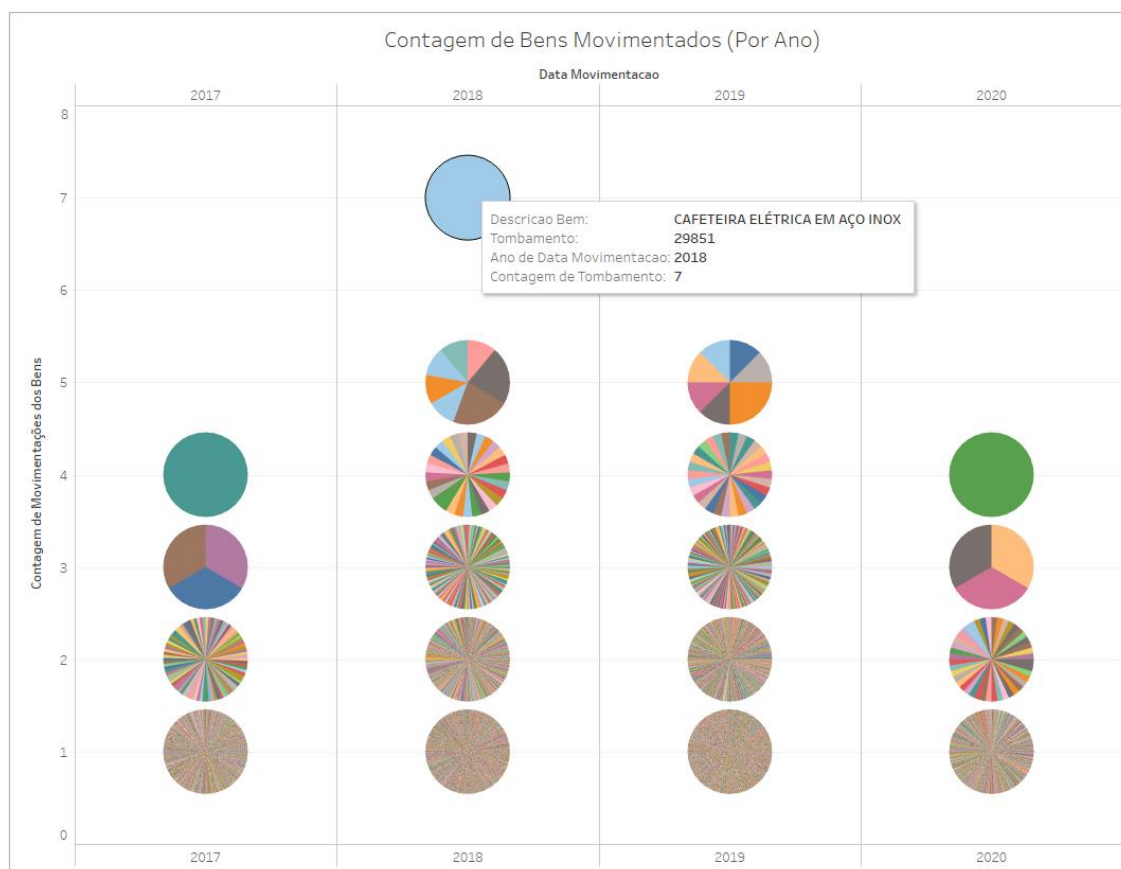 Contagem de Bens Movimentados (Por Ano)
Data Movimentacao
2017 2018 2019 2020
Contagem de Movimentações dos Bens
8
7
6
5
4
3
2
1
0
Descricao Bem: CAFETEIRA ELÉTRICA EM AÇO INOX
Tombamento: 29851
Ano de Data Movimentacao: 2018
Contagem de Tombamento: 7
2017 2018 2019 2020